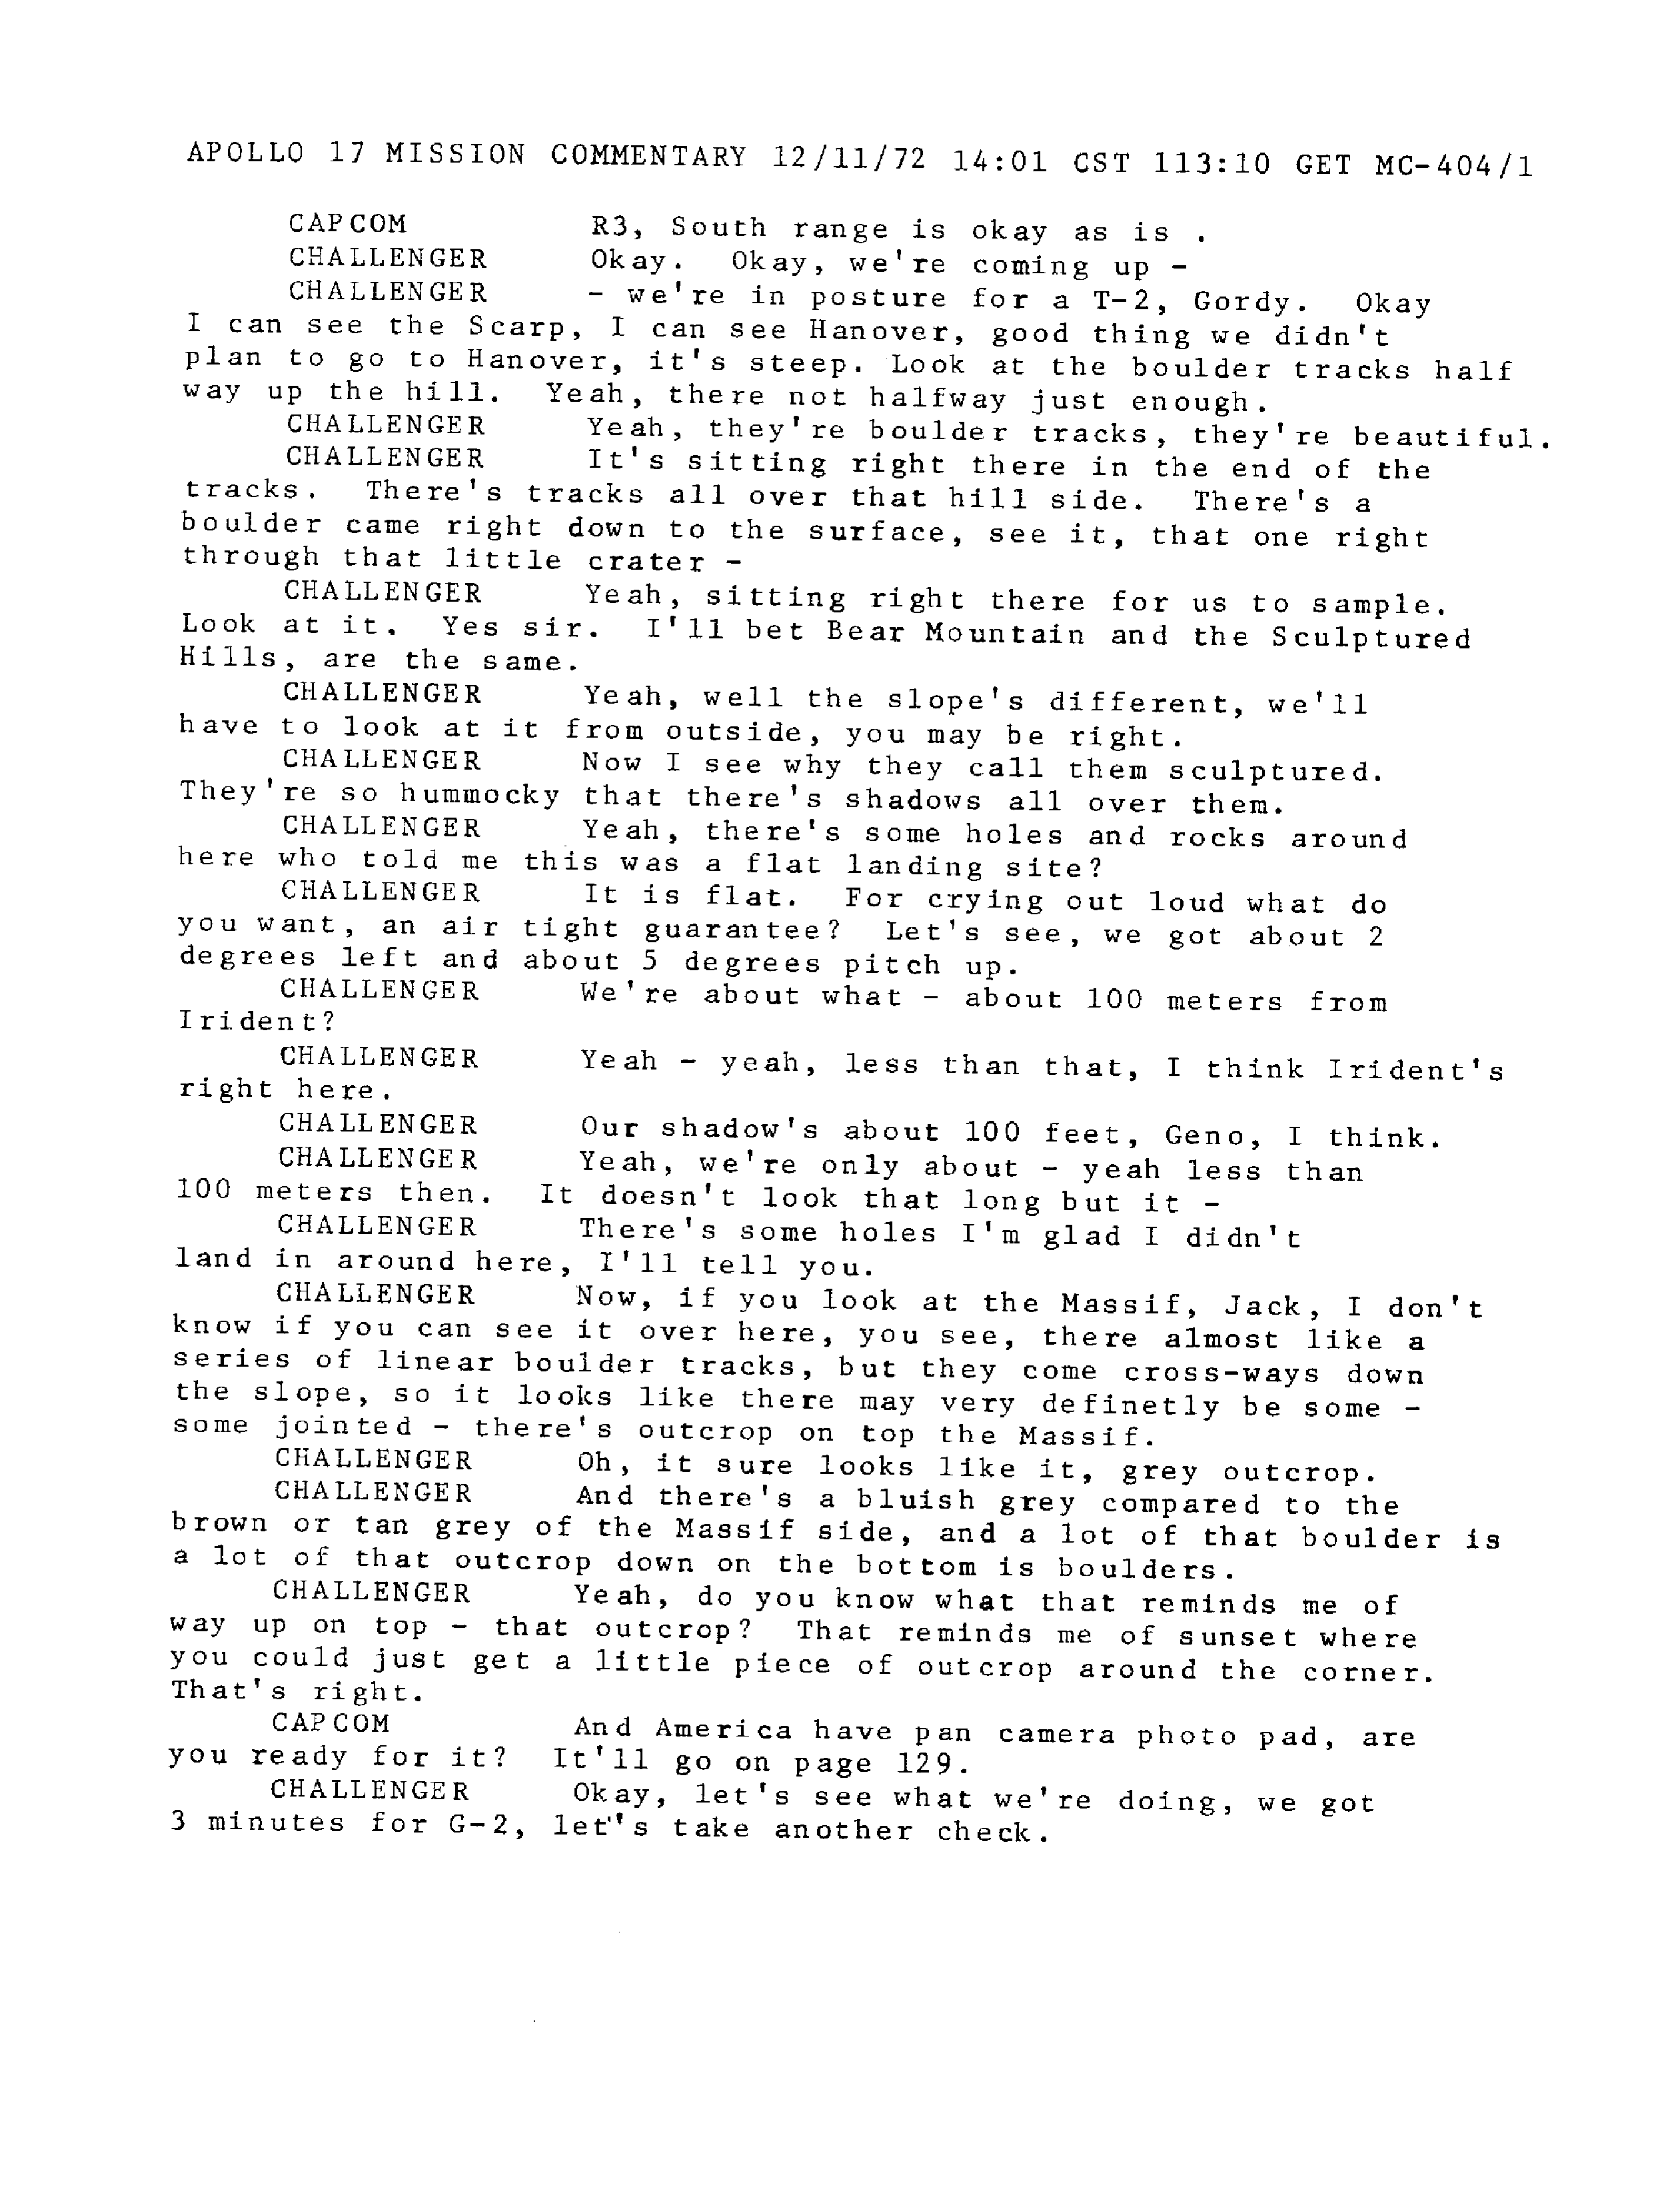 APOLLO 17 MISSION COMMENTARY 12/11/72 14:01 CST 113:10 GET MC-404/1
CAPCOM R3, South range is okay as is .
CHALLENGER Okay. Okay, we're coming up -
CHALLENGER - we're in posture for a T-2, Gordy. Okay
I can see the Scarp, I can see Hanover, good thing we didn't
plan to go to Hanover, it's steep. Look at the boulder tracks half
way up the hill. Yeah, there not halfway just enough.
CHALLENGER Yeah, they're boulder tracks, they're beautiful.
CHALLENGER It's sitting right there in the end of the
tracks. There's tracks all over that hill side. There's a
boulder came right down to the surface, see it, that one right
through that little crater -
CHALLENGER Yeah, sitting right there for us to sample.
Look at it. Yes sir. I'll bet Bear Mountain and the Sculptured
Hills, are the same.
CHALLENGER Yeah, well the slope's different, we'll
have to look at it from outside, you may be right.
CHALLENGER Now I see why they call them sculptured.
They're so hummocky that there's shadows all over them.
CHALLENGER Yeah, there's some holes and rocks around
here who told me this was a flat landing site?
CHALLENGER It is flat. For crying out loud what do
you want, an air tight guarantee? Let's see, we got about 2
degrees left and about 5 degrees pitch up.
CHALLENGER We're about what - about 100 meters from
Irident?
CHALLENGER Yeah - yeah, less than that, I think Irident's
right here.
CHALLENGER Our shadow's about 100 feet, Geno, I think.
CHALLENGER Yeah, we're only about - yeah less than
100 meters then. It doesn't look that long but it -
CHALLENGER There's some holes I'm glad I didn't
land in around here, I'll tell you.
CHALLENGER Now, if you look at the Massif, Jack, I don't
know if you can see it over here, you see, there almost like a
series of linear boulder tracks, but they come cross-ways down
the slope, so it looks like there may very definetly be some -
some jointed - there's outcrop on top the Massif.
CHALLENGER Oh, it sure looks like it, grey outcrop.
CHALLENGER And there's a bluish grey compared to the
brown or tan grey of the Massif side, and a lot of that boulder is
a lot of that outcrop down on the bottom is boulders.
CHALLENGER Yeah, do you know what that reminds me of
way up on top - that outcrop? That reminds me of sunset where
you could just get a little piece of outcrop around the corner.
That's right.
CAPCOM And America have pan camera photo pad, are
you ready for it? It'll go on page 129.
CHALLENGER Okay, let's see what we're doing, we got
3 minutes for G-2, let's take another check.